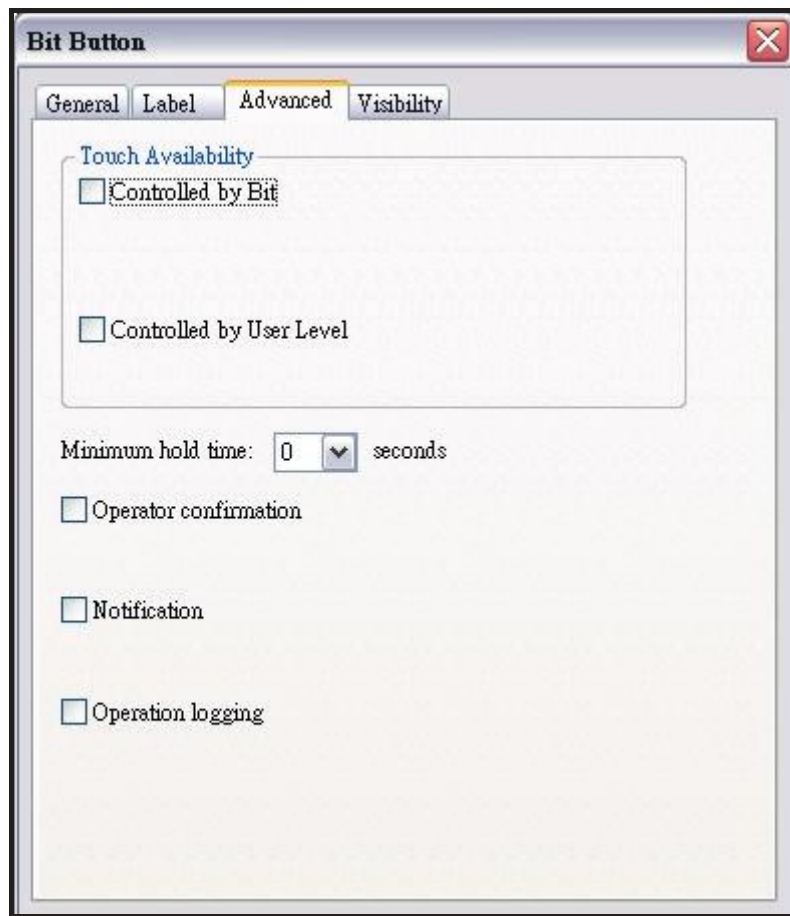 Bit Button
General Label Advanced Visibility
Touch Availability
Controlled by Bit
Controlled by User Level
Minimum hold time: 0 seconds
Operator confirmation
Notification
Operation logging